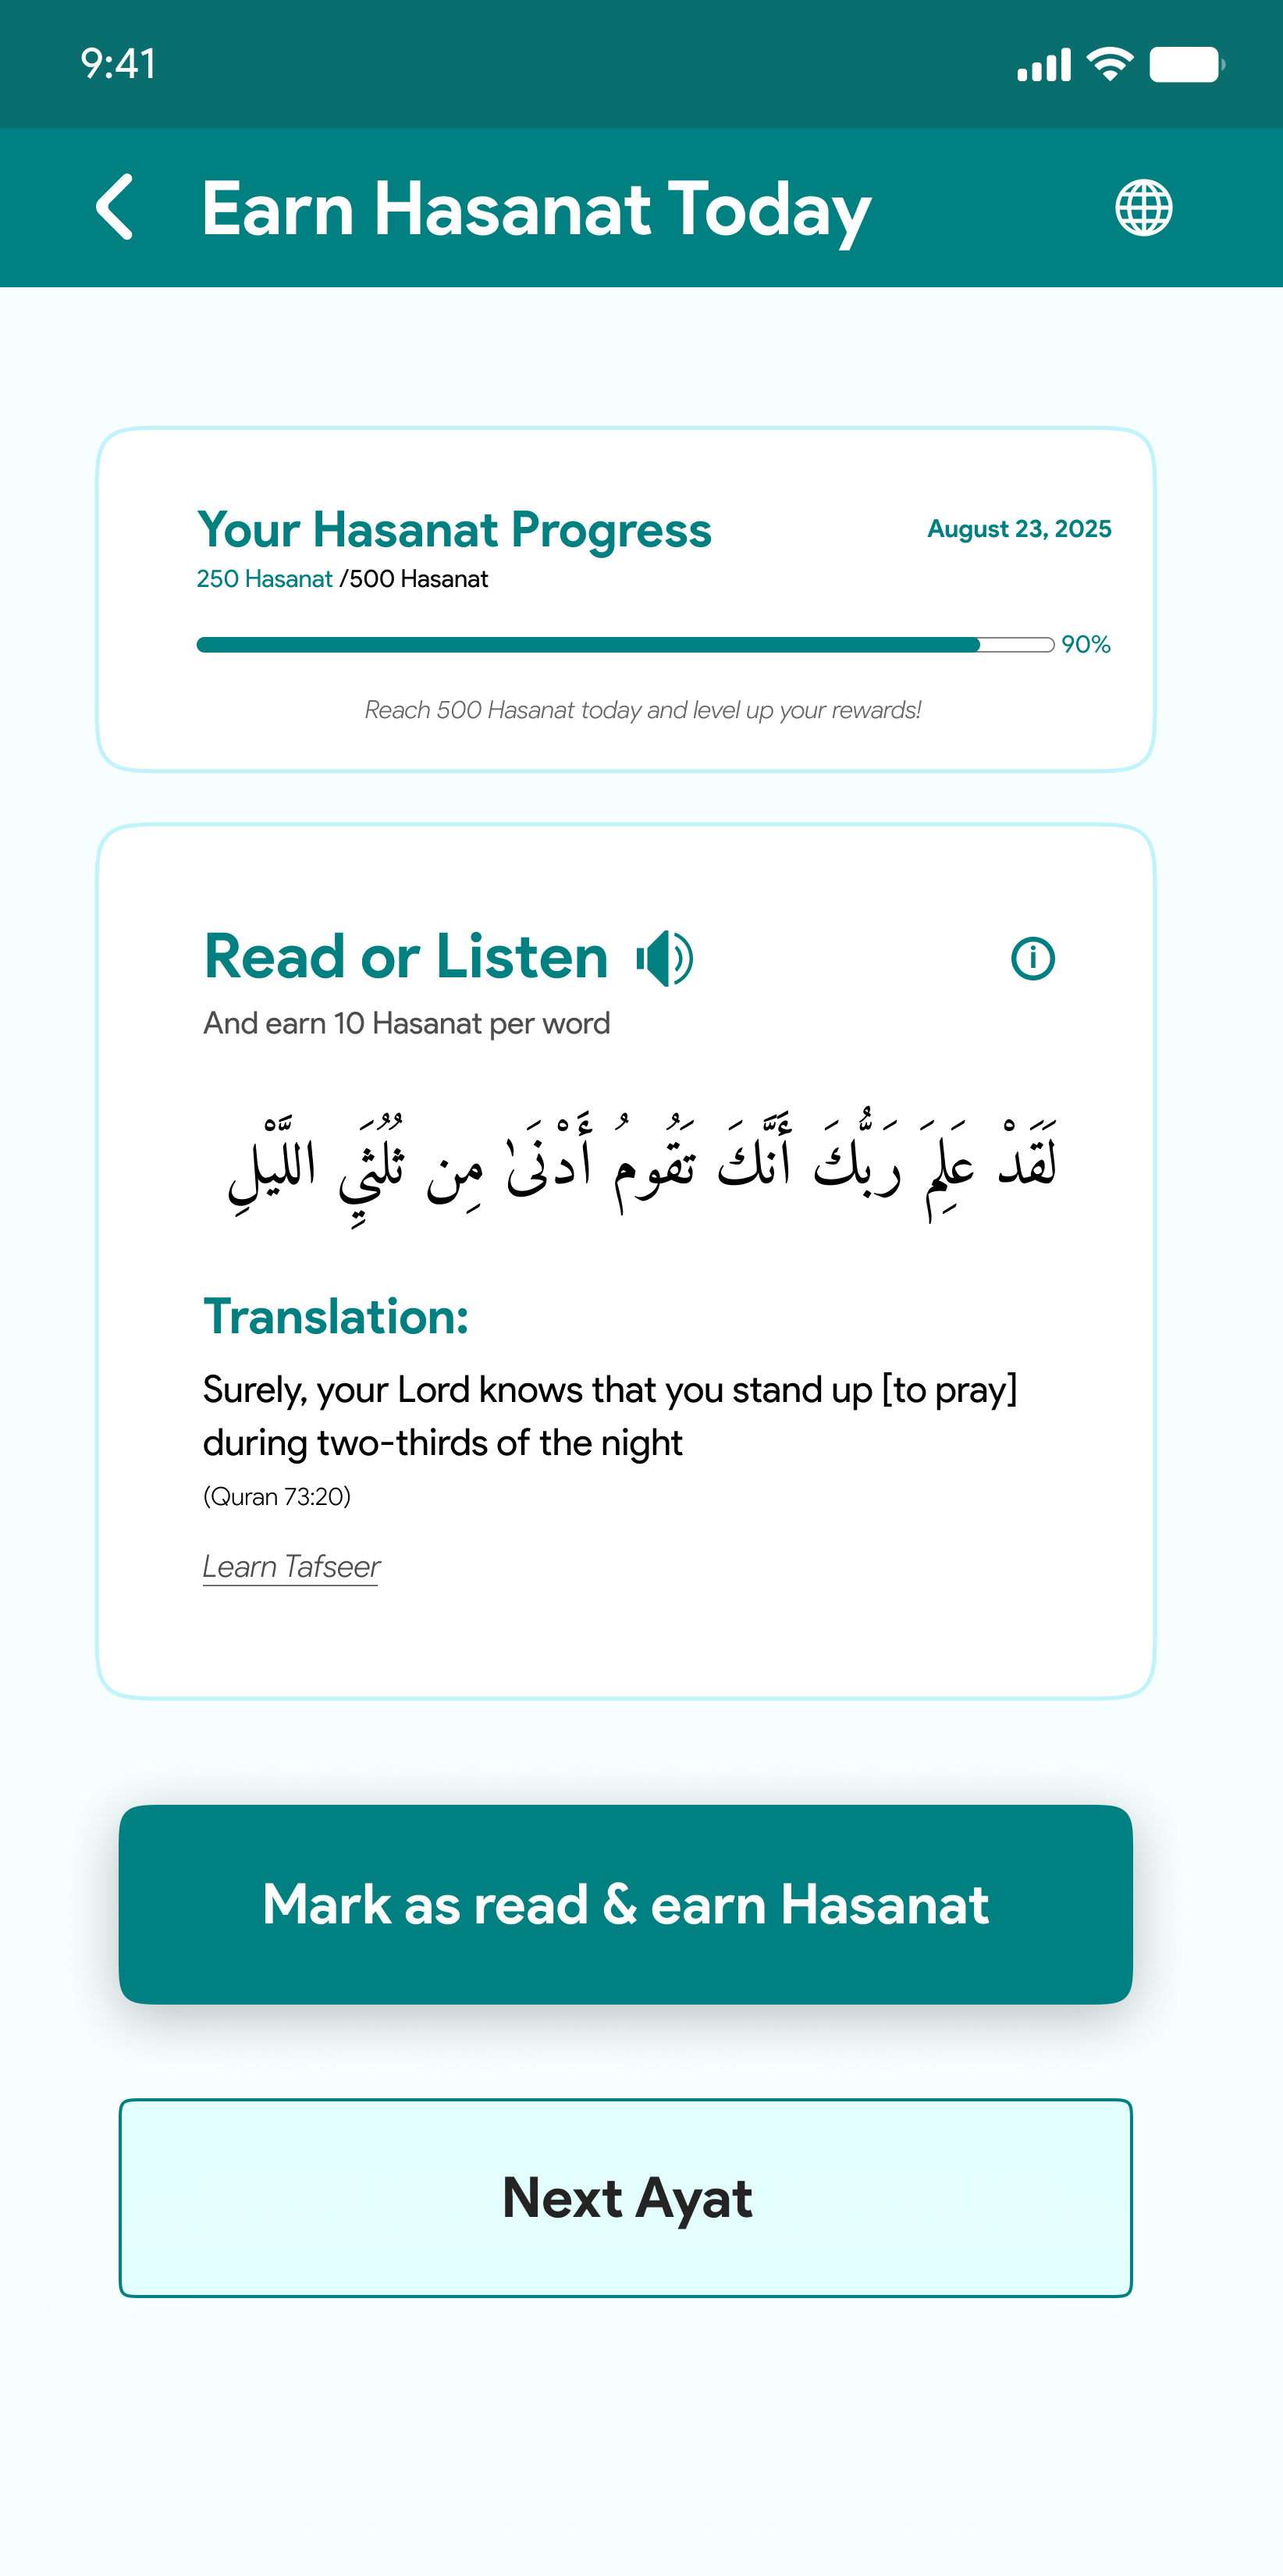 9:41
Earn Hasanat Today
Your Hasanat Progress
August 23, 2025
250 Hasanat /500 Hasanat
90%
Reach 500 Hasanat today and level up your rewards!
Read or Listen
And earn 10 Hasanat per word
لَقَدْ عَلِمَ رَبُّكَ أَنَّكَ تَقُومُ أَدْنَىٰ مِن ثُلُثَيِ اللَّيْلِ
Translation:
Surely, your Lord knows that you stand up [to pray]
during two-thirds of the night
(Quran 73:20)
Learn Tafseer
Mark as read & earn Hasanat
Next Ayat